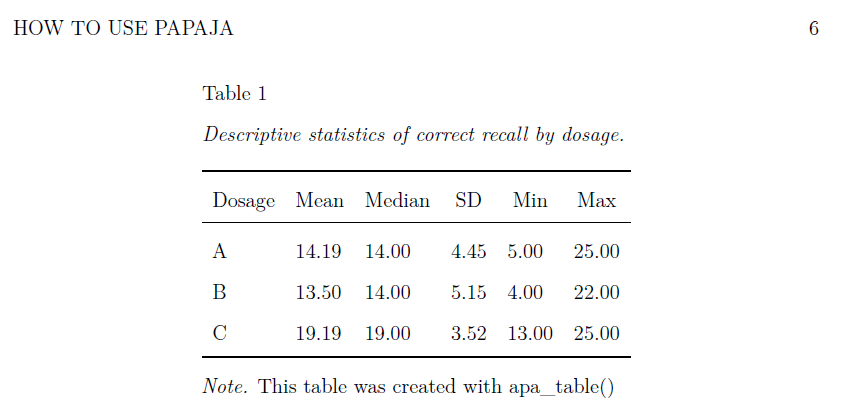 HOW TO USE PAPAJA 6
Table 1
Descriptive statistics of correct recall by dosage.
Dosage Mean Median SD Min Max
A 14.19 14.00 4.45 5.00 25.00
B 13.50 14.00 5.15 4.00 22.00
C 19.19 19.00 3.52 13.00 25.00
Note. This table was created with apa_table()